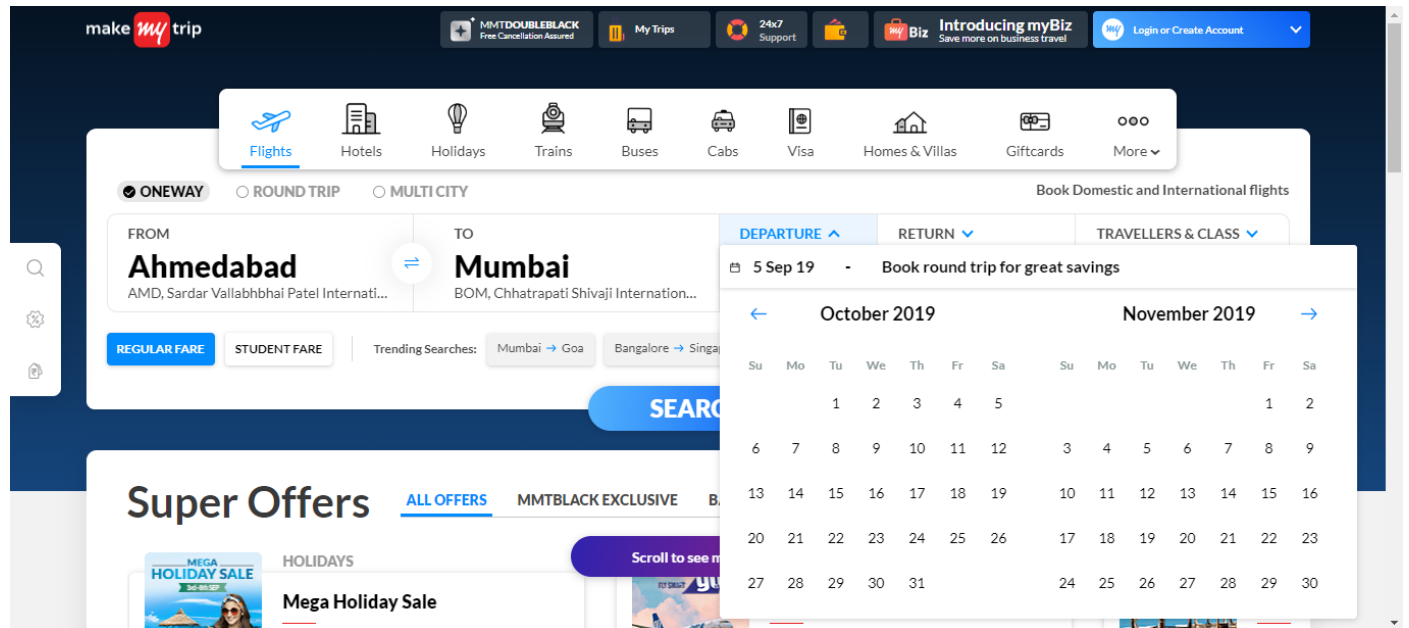 make my trip
MMTDOUBLEBLACK
Free Cancellation Assured
My Trips
24x7
Support
my Biz
Introducing myBiz
Save more on business travel
my
Login or Create Account
Flights
Hotels
Holidays
Trains
Buses
Cabs
Visa
Homes & Villas
Giftcards
More
ONEWAY
ROUND TRIP
MULTI CITY
Book Domestic and International flights
FROM
Ahmedabad
AMD, Sardar Vallabhbhai Patel Internati...
TO
Mumbai
BOM, Chhatrapati Shivaji Internation...
DEPARTURE
RETURN
TRAVELLERS & CLASS
5 Sep 19 - Book round trip for great savings
← October 2019 November 2019 →
Su Mo Tu We Th Fr Sa Su Mo Tu We Th Fr Sa
1 2 3 4 5 1 2
6 7 8 9 10 11 12 3 4 5 6 7 8 9
13 14 15 16 17 18 19 10 11 12 13 14 15 16
20 21 22 23 24 25 26 17 18 19 20 21 22 23
27 28 29 30 31 24 25 26 27 28 29 30
REGULAR FARE
STUDENT FARE
Trending Searches:
Mumbai → Goa
Bangalore → Singa
SEARC
Super Offers
ALL OFFERS
MMTBLACK EXCLUSIVE
B
Scroll to see m
MEGA
HOLIDAY SALE
HOLIDAYS
Mega Holiday Sale